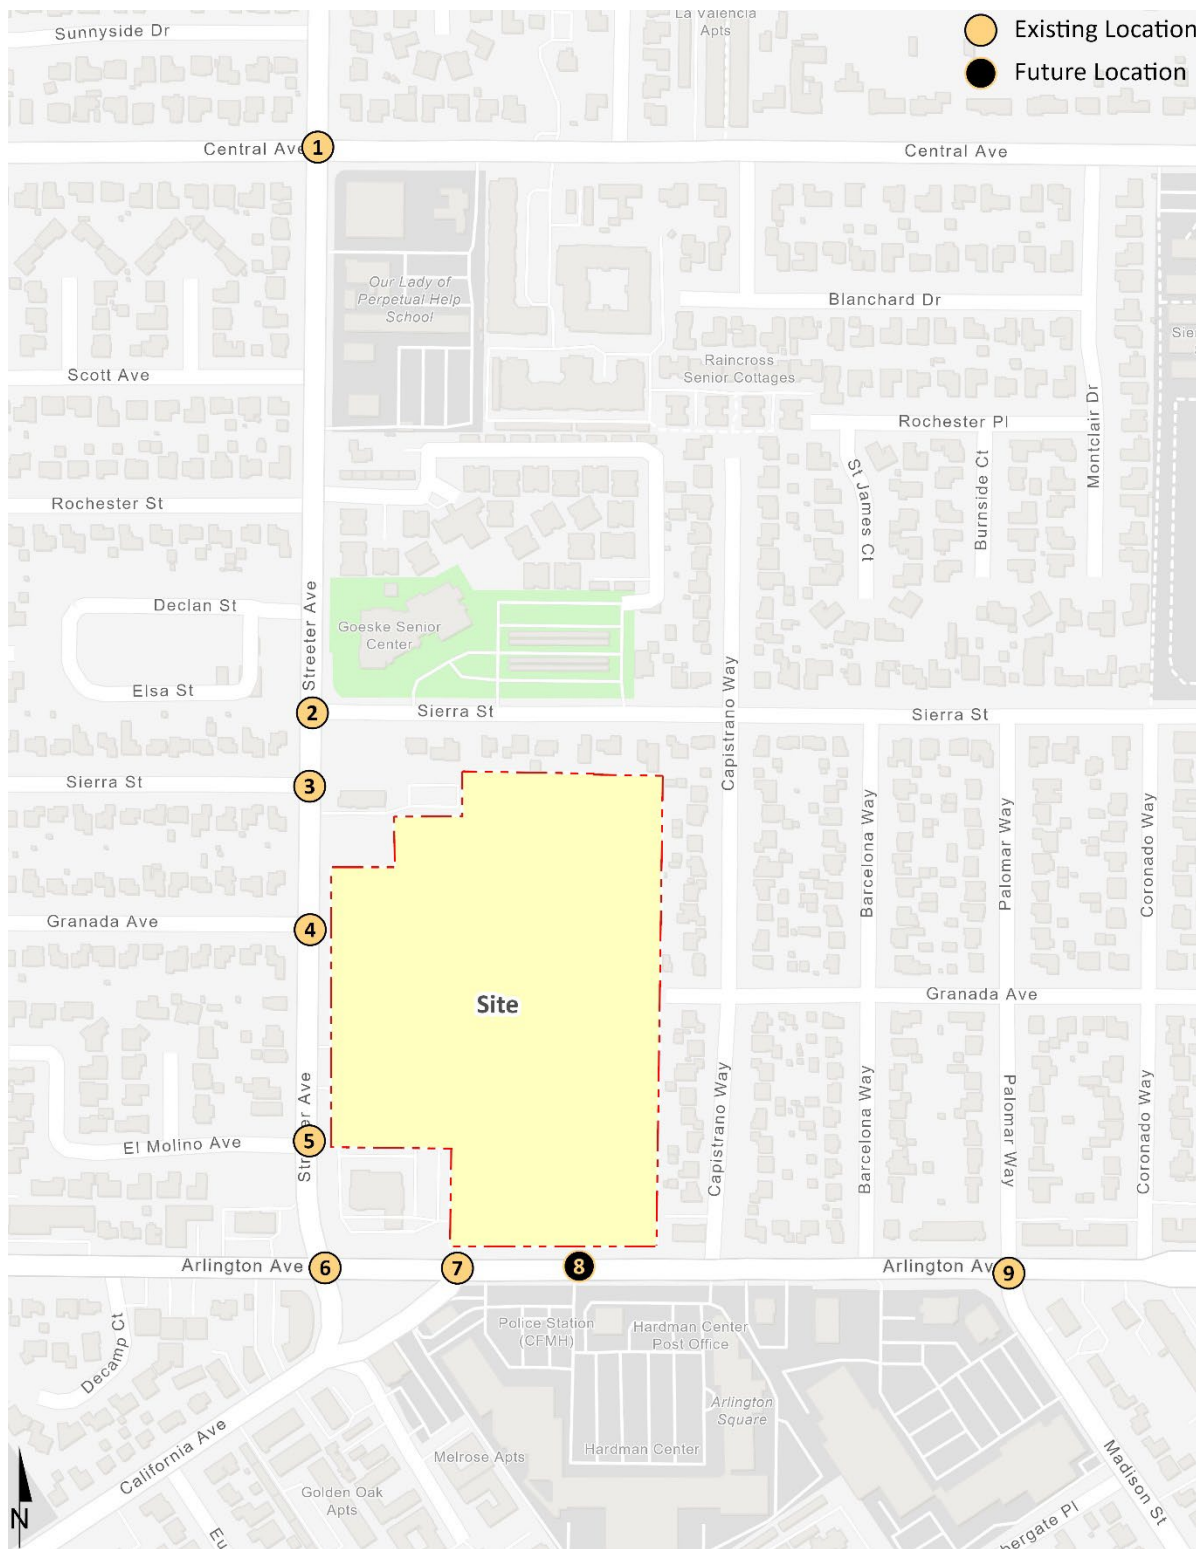 Sunnyside Dr
La Valencia
Apts
Existing Location
Future Location
Central Ave
1
Central Ave
Our Lady of
Perpetual Help
School
Blanchard Dr
Raincross
Senior Cottages
Scott Ave
Rochester Pl
Montclair Dr
St James Ct
Burnside Ct
Rochester St
Declan St
Streeter Ave
Goeske Senior
Center
Elsa St
2
Sierra St
Capistrano Way
Sierra St
Sierra St
3
Barcelona Way
Palomar Way
Coronado Way
Granada Ave
4
Site
Granada Ave
El Molino Ave
5
Capistrano Way
Barcelona Way
Palomar Way
Coronado Way
Arlington Ave
6
7
8
Arlington Av
9
Police Station
(CFMH)
Hardman Center
Post Office
Decamp Ct
Arlington
Square
California Ave
Melrose Apts
Hardman Center
Golden Oak
Apts
Madison St
N